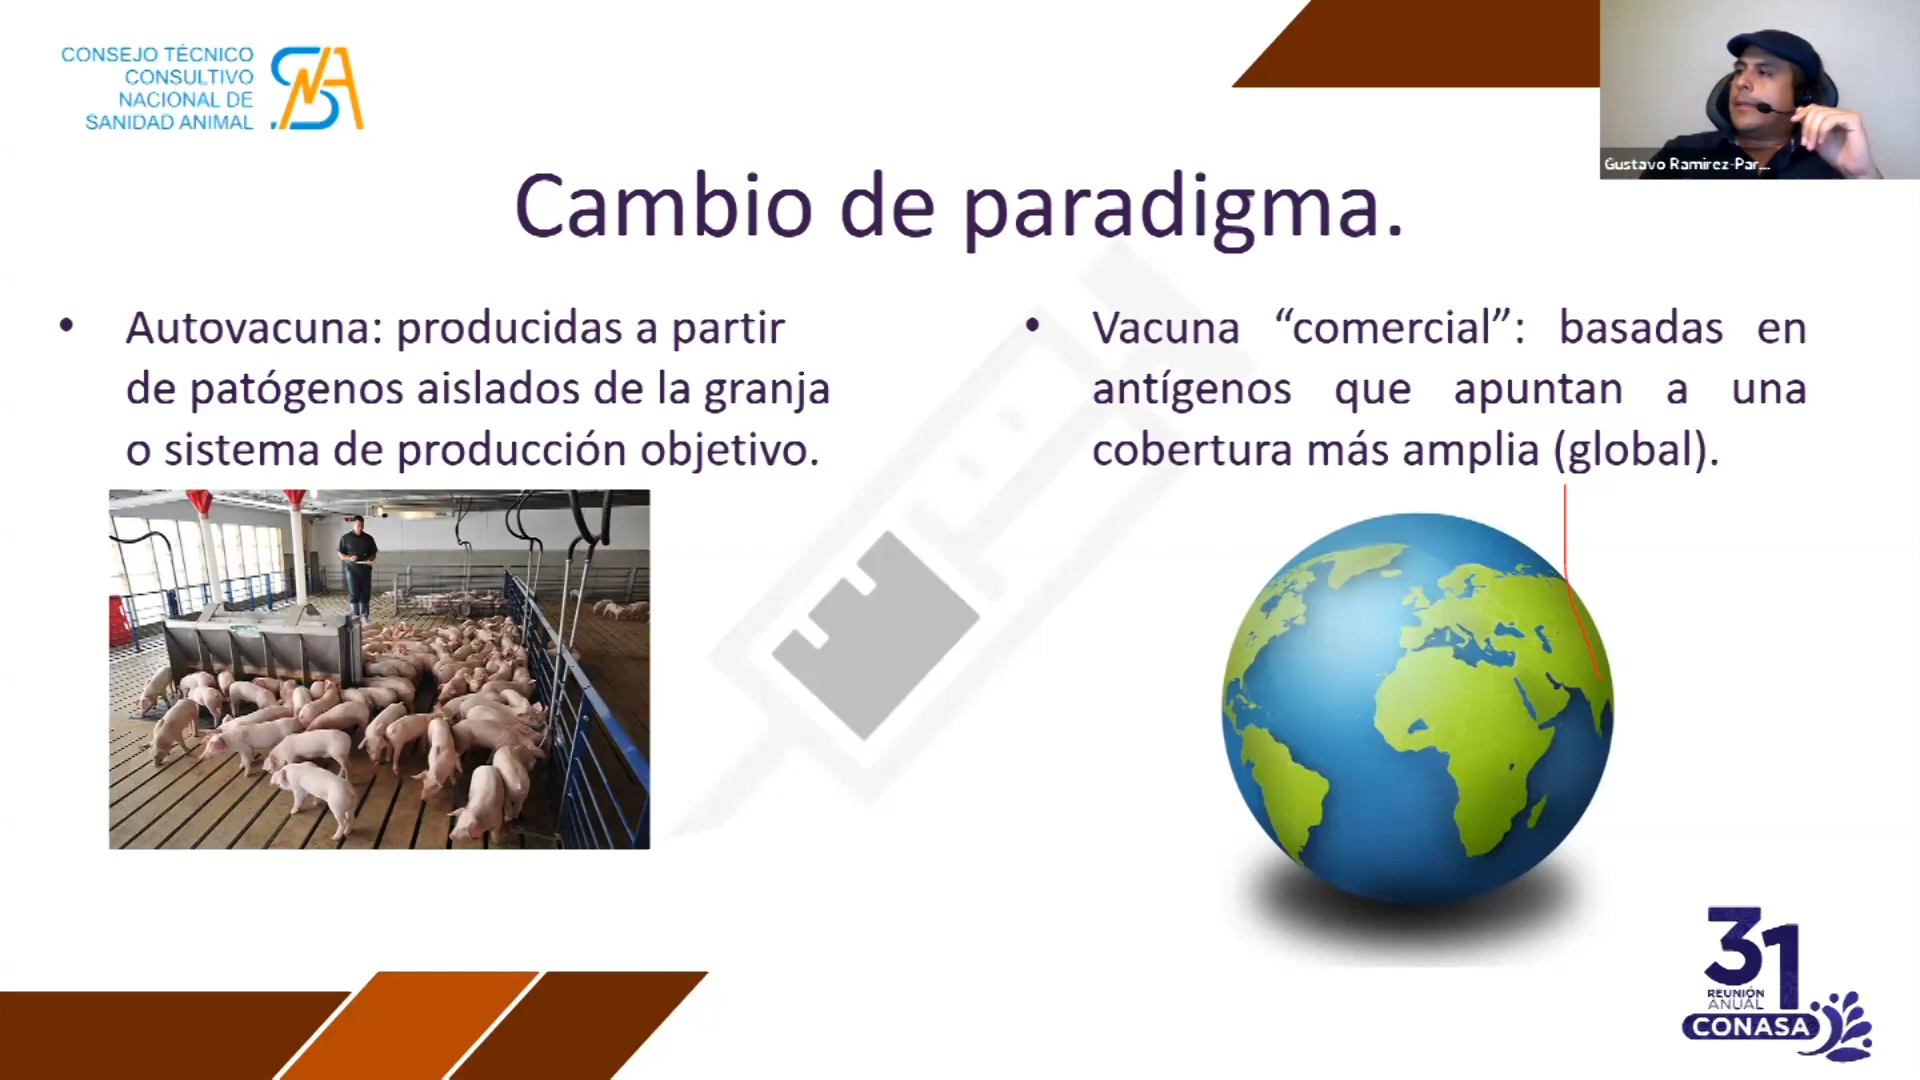 CONSEJO TÉCNICO
CONSULTIVO
NACIONAL DE
SANIDAD ANIMAL
Gustavo Ramirez-Par...
Cambio de paradigma.
• Autovacuna: producidas a partir
de patógenos aislados de la granja
o sistema de producción objetivo.
• Vacuna “comercial”: basadas en
antígenos que apuntan a una
cobertura más amplia (global).
31
REUNIÓN
ANUAL
CONASA